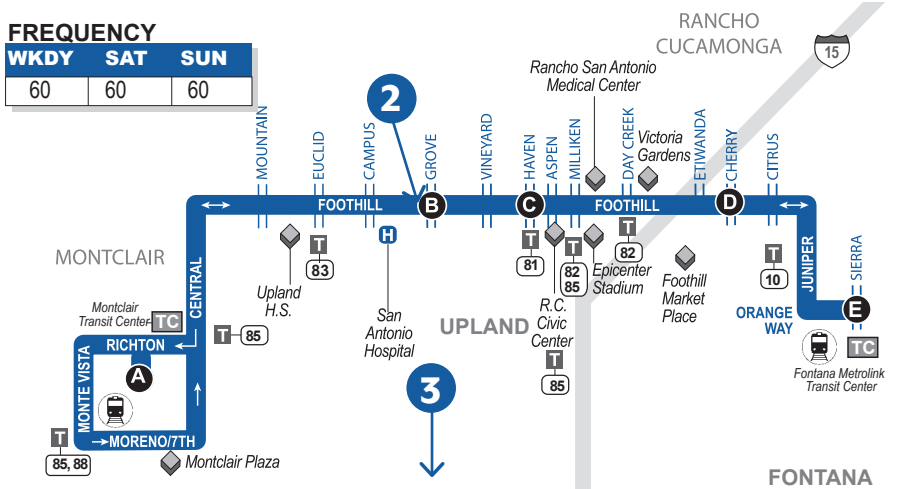 FREQUENCY
WKDY SAT SUN
60 60 60
RANCHO
CUCAMONGA
15
Rancho San Antonio
Medical Center
2
MOUNTAIN
EUCLID
CAMPUS
GROVE
VINEYARD
HAVEN
ASPEN
MILLIKEN
DAY CREEK
Victoria
Gardens
ETIWANDA
CHERRY
CITRUS
FOOTHILL
B
C
FOOTHILL
D
MONTCLAIR
CENTRAL
Upland
H.S.
T
83
H
San
Antonio
Hospital
T
81
T
82
85
R.C.
Civic
Center
T
85
Epicenter
Stadium
T
82
Foothill
Market
Place
T
10
JUNIPER
SIERRA
ORANGE
WAY
E
TC
Fontana Metrolink
Transit Center
UPLAND
Montclair
Transit Center
TC
T
85
RICHTON
A
MONTE VISTA
MORENO/7TH
T
85, 88
Montclair Plaza
3
FONTANA